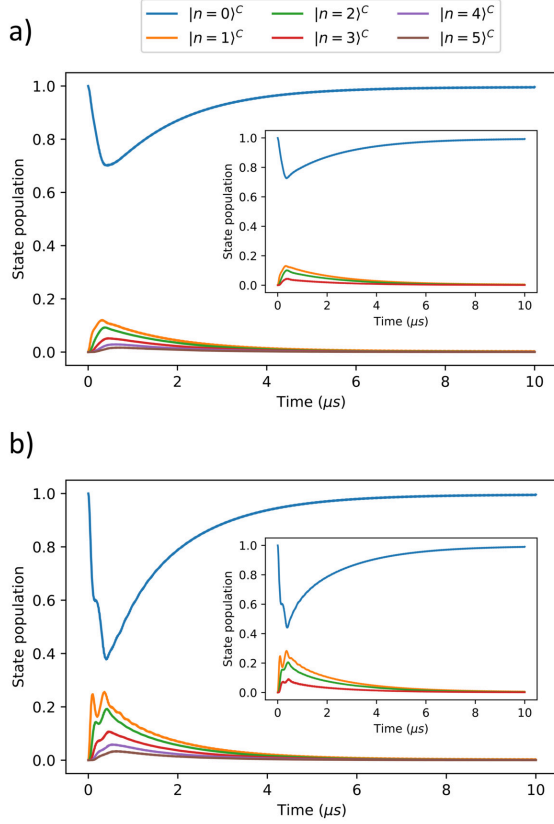 |n = 0⟩ᶜ |n = 2⟩ᶜ |n = 4⟩ᶜ
|n = 1⟩ᶜ |n = 3⟩ᶜ |n = 5⟩ᶜ
a)
State population
1.0
0.8
0.6
0.4
0.2
0.0
0 2 4 6 8 10
Time (μs)
State population
1.0
0.8
0.6
0.4
0.2
0.0
0 2 4 6 8 10
Time (μs)
b)
State population
1.0
0.8
0.6
0.4
0.2
0.0
0 2 4 6 8 10
Time (μs)
State population
1.0
0.8
0.6
0.4
0.2
0.0
0 2 4 6 8 10
Time (μs)